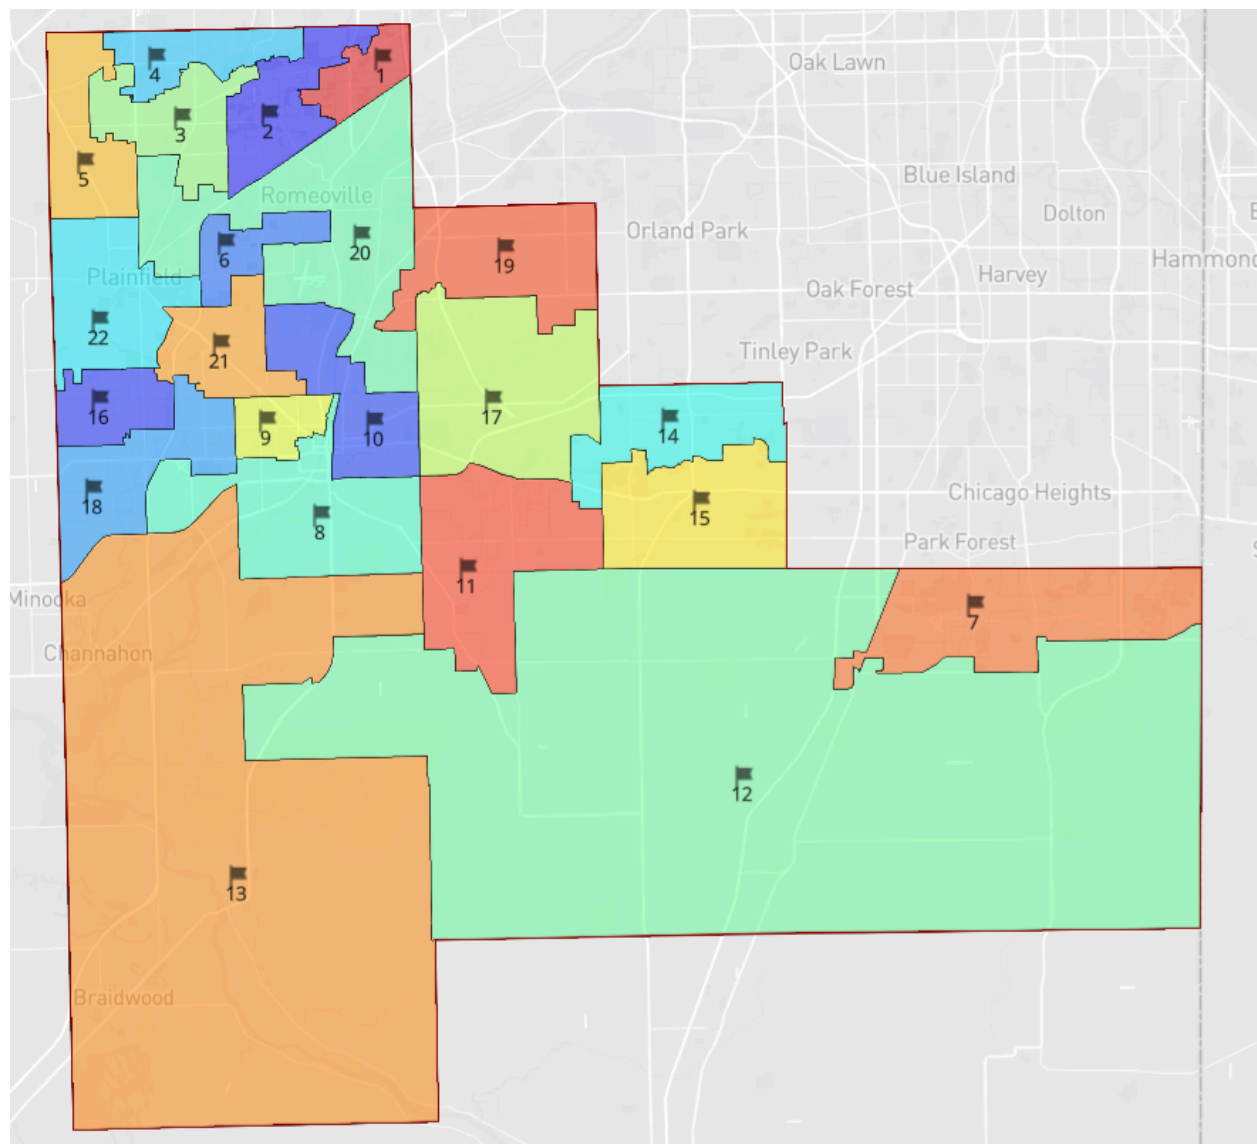 Oak Lawn
4
1
3
2
5
Blue Island
Romeoville
Dolton
Orland Park
6
20
19
Hammond
Plainfield
Harvey
Oak Forest
22
21
Tinley Park
16
17
9
10
14
18
8
15
Chicago Heights
Park Forest
11
Minooka
7
Channahon
12
13
Braidwood